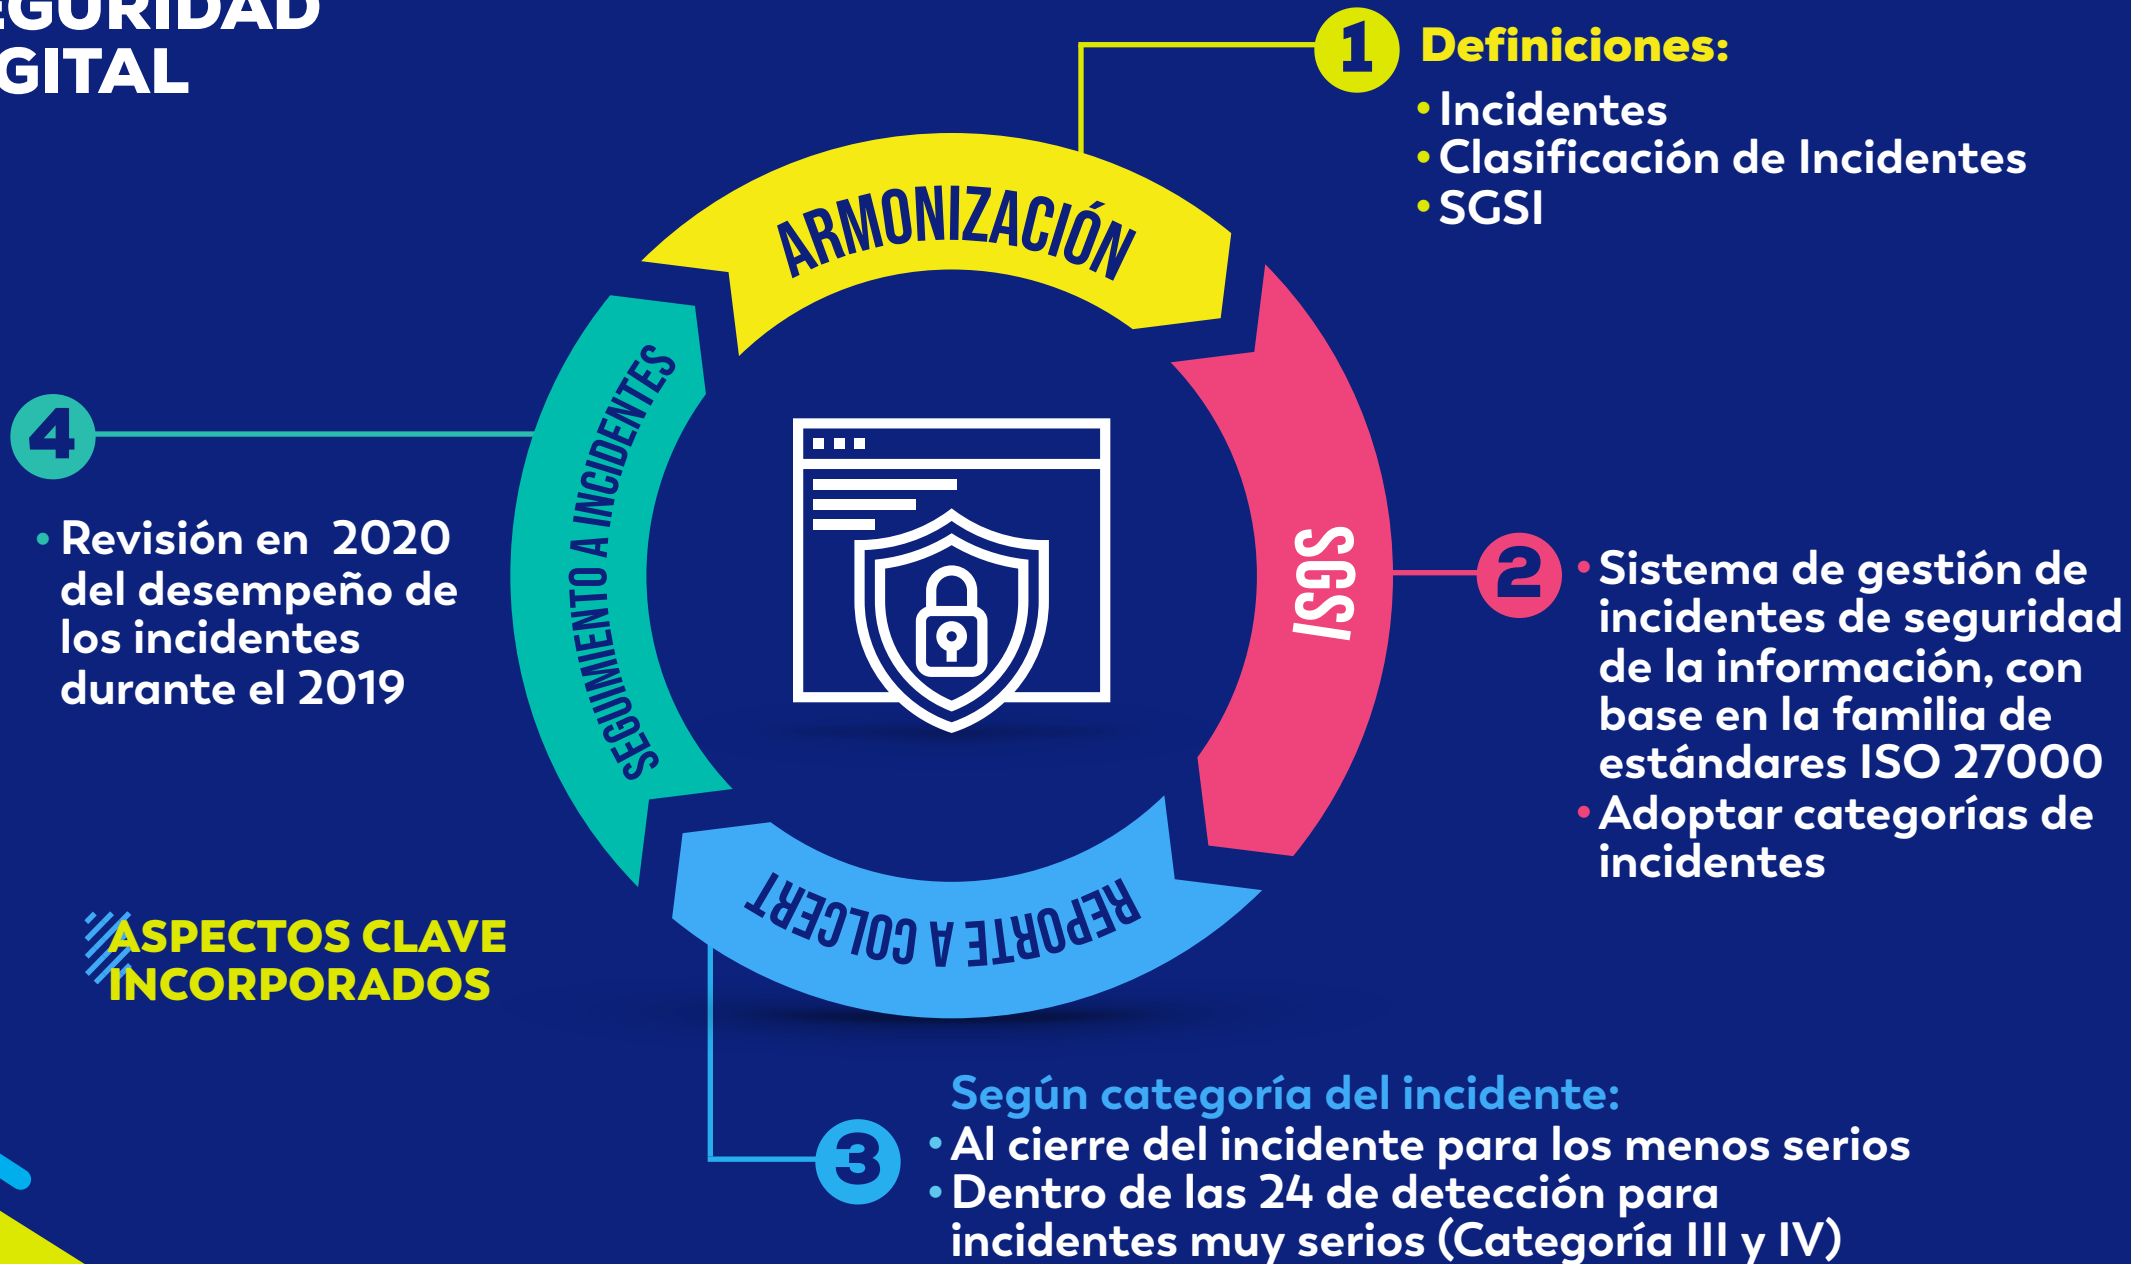 EGURIDAD
GITAL
1
Definiciones:
• Incidentes
• Clasificación de Incidentes
• SGSI
ARMONIZACIÓN
SGSI
2
• Sistema de gestión de
incidentes de seguridad
de la información, con
base en la familia de
estándares ISO 27000
• Adoptar categorías de
incidentes
REPORTE A COLCERT
3
Según categoría del incidente:
• Al cierre del incidente para los menos serios
• Dentro de las 24 de detección para
incidentes muy serios (Categoría III y IV)
SEGUIMIENTO A INCIDENTES
4
• Revisión en 2020
del desempeño de
los incidentes
durante el 2019
ASPECTOS CLAVE
INCORPORADOS